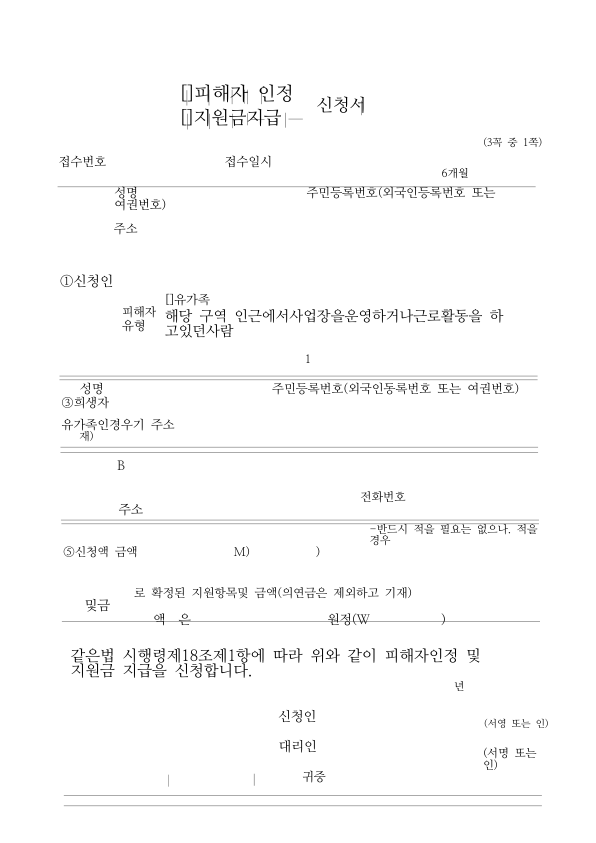 []피해자 인정
[]지원금지급
신청서
(3꼭 중 1쪽)
접수번호 접수일시
6개월
성명 주민등록번호(외국인등록번호 또는
여권번호)
주소
①신청인
[]유가족
피해자
유형
해당 구역 인근에서사업장을운영하거나근로활동을 하
고있던사람
1
성명 주민등록번호(외국인동록번호 또는 여권번호)
③희생자
유가족인경우기 주소
재)
B
전화번호
주소
-반드시 적을 필요는 없으나, 적을
경우
⑤신청액 금액 M) )
로 확정된 지원항목및 금액(의연금은 제외하고 기재)
및금
액 은 원정(W )
같은법 시행령제18조제1항에 따라 위와 같이 피해자인정 및
지원금 지급을 신청합니다.
년
신청인 (서영 또는 인)
대리인 (서명 또는
인)
귀중